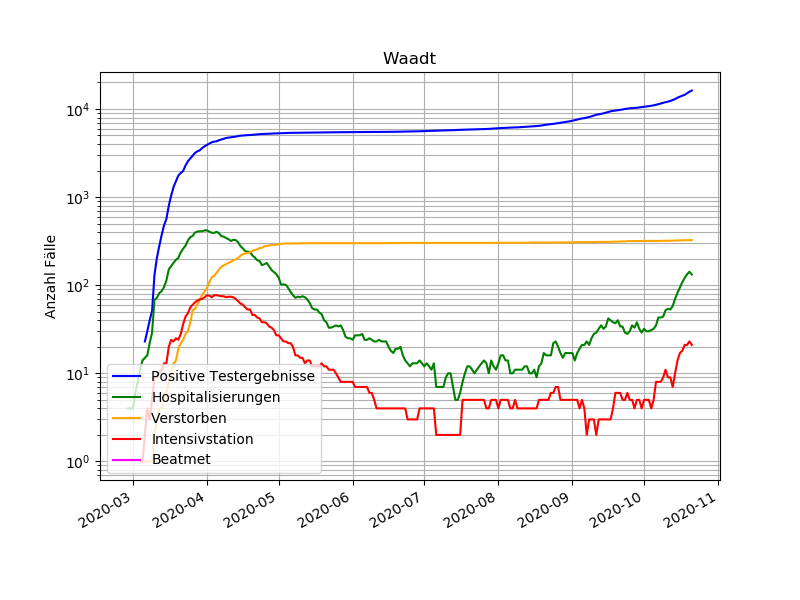 Waadt
Anzahl Fälle
10^4
10^3
10^2
10^1
10^0
Positive Testergebnisse
Hospitalisierungen
Verstorben
Intensivstation
Beatmet
2020-03
2020-04
2020-05
2020-06
2020-07
2020-08
2020-09
2020-10
2020-11